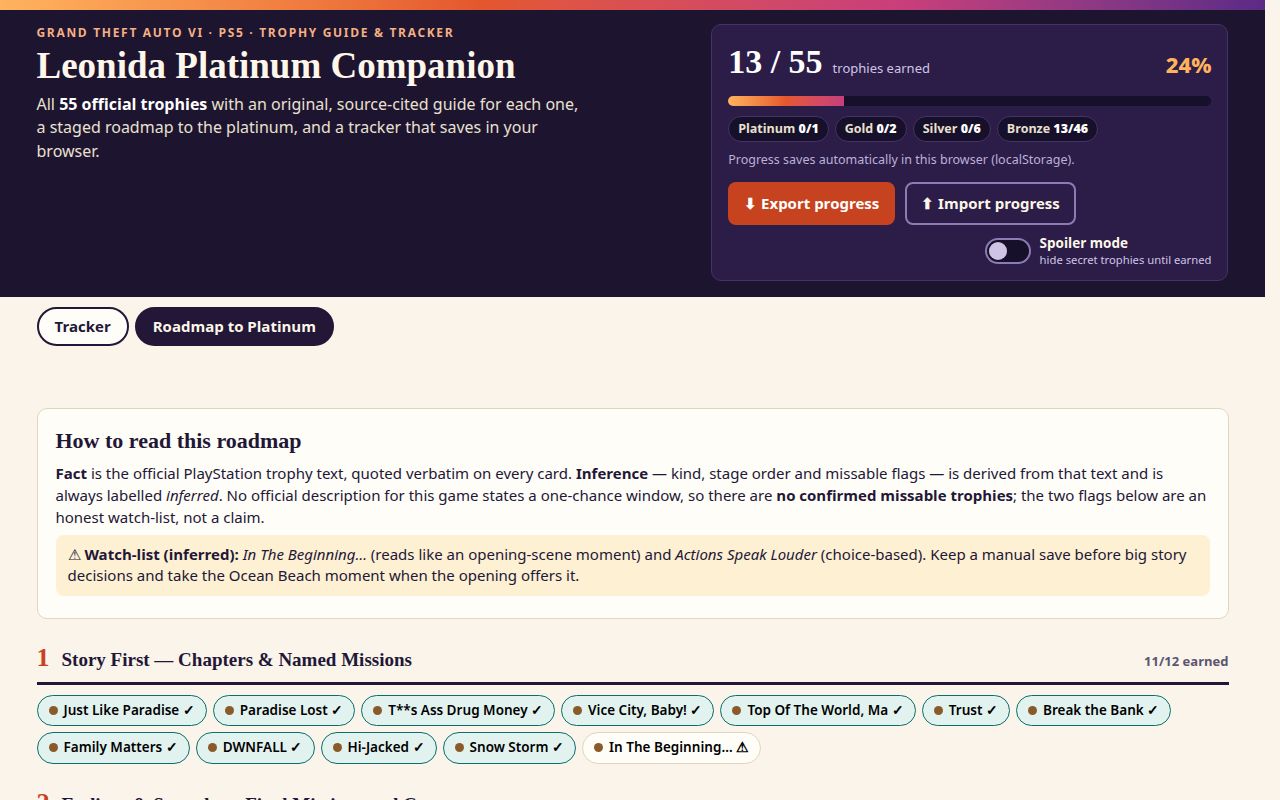 GRAND THEFT AUTO VI · PS5 · TROPHY GUIDE & TRACKER
Leonida Platinum Companion
All 55 official trophies with an original, source-cited guide for each one,
a staged roadmap to the platinum, and a tracker that saves in your
browser.
13 / 55 trophies earned 24%
Platinum 0/1 Gold 0/2 Silver 0/6 Bronze 13/46
Progress saves automatically in this browser (localStorage).
⬇ Export progress ⬆ Import progress
Spoiler mode
hide secret trophies until earned
Tracker Roadmap to Platinum
How to read this roadmap
Fact is the official PlayStation trophy text, quoted verbatim on every card. Inference — kind, stage order and missable flags — is derived from that text and is
always labelled Inferred. No official description for this game states a one-chance window, so there are no confirmed missable trophies; the two flags below are an
honest watch-list, not a claim.
⚠ Watch-list (inferred): In The Beginning... (reads like an opening-scene moment) and Actions Speak Louder (choice-based). Keep a manual save before big story
decisions and take the Ocean Beach moment when the opening offers it.
1 Story First — Chapters & Named Missions 11/12 earned
Just Like Paradise ✓ Paradise Lost ✓ T**s Ass Drug Money ✓ Vice City, Baby! ✓ Top Of The World, Ma ✓ Trust ✓ Break the Bank ✓
Family Matters ✓ DWNFALL ✓ Hi-Jacked ✓ Snow Storm ✓ In The Beginning... ⚠